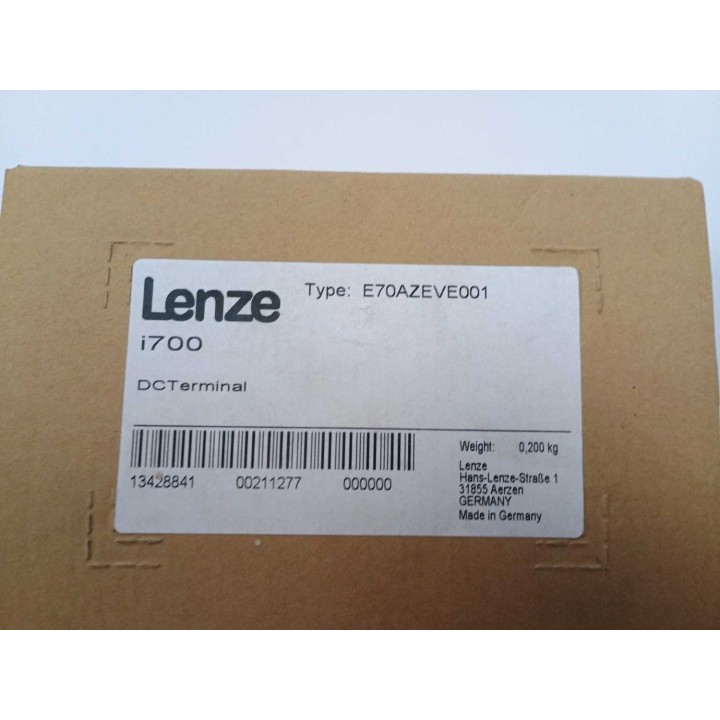 Lenze
Type: E70AZEVE001
i700
DCTerminal
Weight: 0,200 kg
13428841 00211277 000000
Lenze
Hans-Lenze-Straße 1
31855 Aerzen
GERMANY
Made in Germany